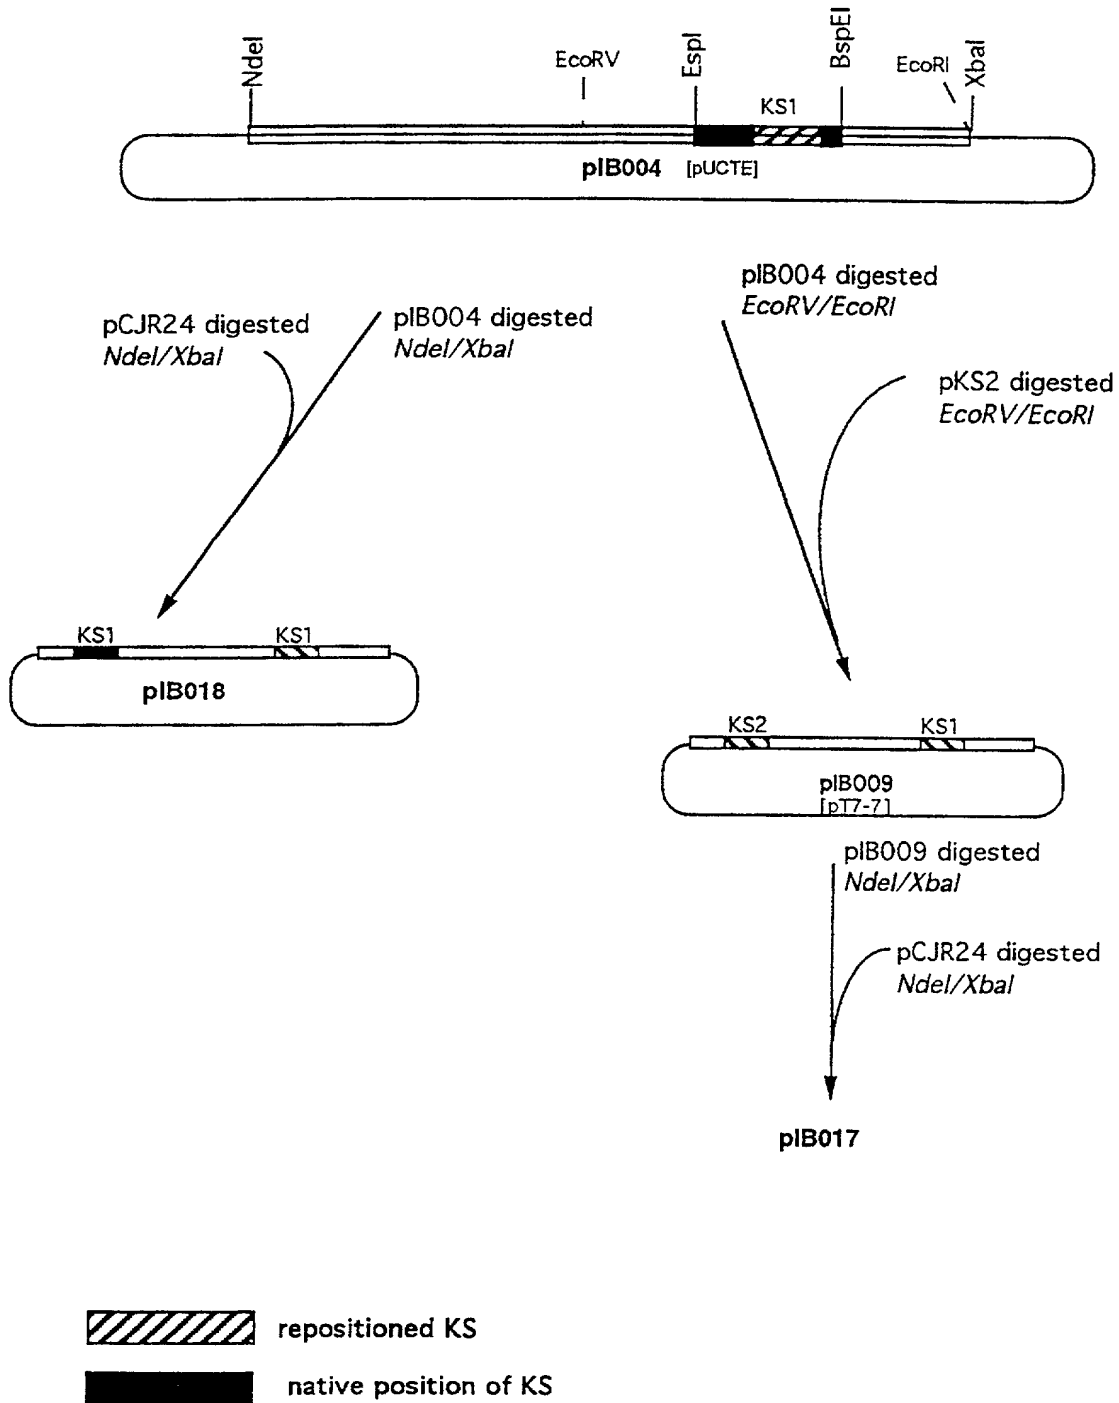 NdeI
EcoRV
EspI
BspEI
EcoRI
XbaI
KS1
pIB004 [pUCTE]
pCJR24 digested
NdeI/XbaI
pIB004 digested
NdeI/XbaI
pIB004 digested
EcoRV/EcoRI
pKS2 digested
EcoRV/EcoRI
KS1
KS1
pIB018
KS2
KS1
pIB009
[pT7-7]
pIB009 digested
NdeI/XbaI
pCJR24 digested
NdeI/XbaI
pIB017
repositioned KS
native position of KS